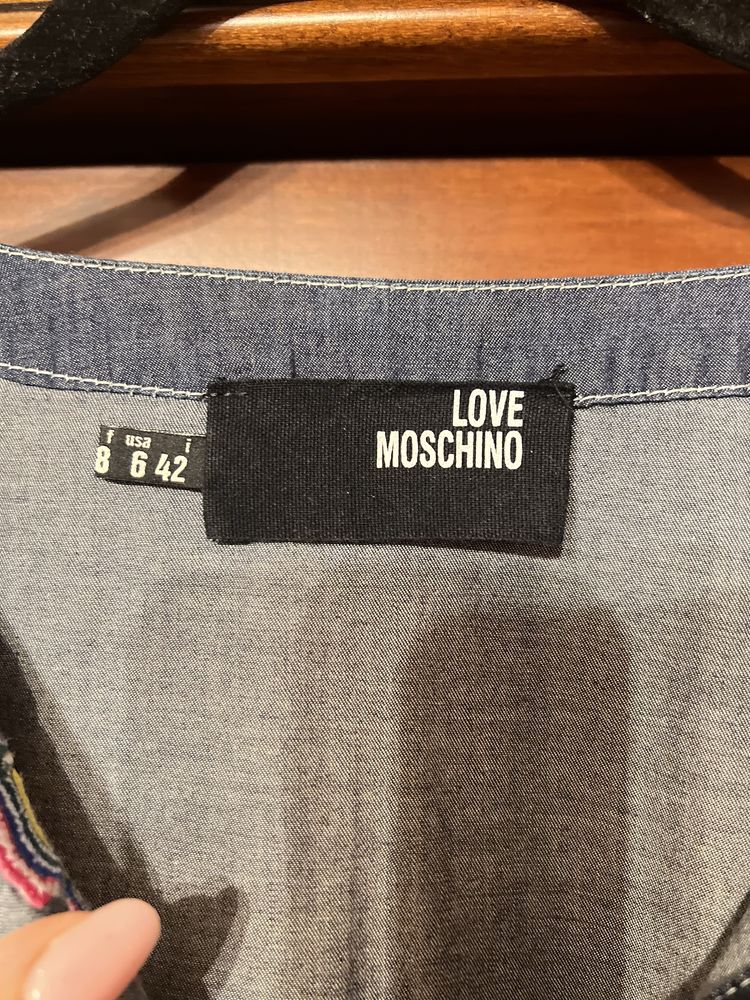 LOVE
MOSCHINO
f usa i
8 6 42